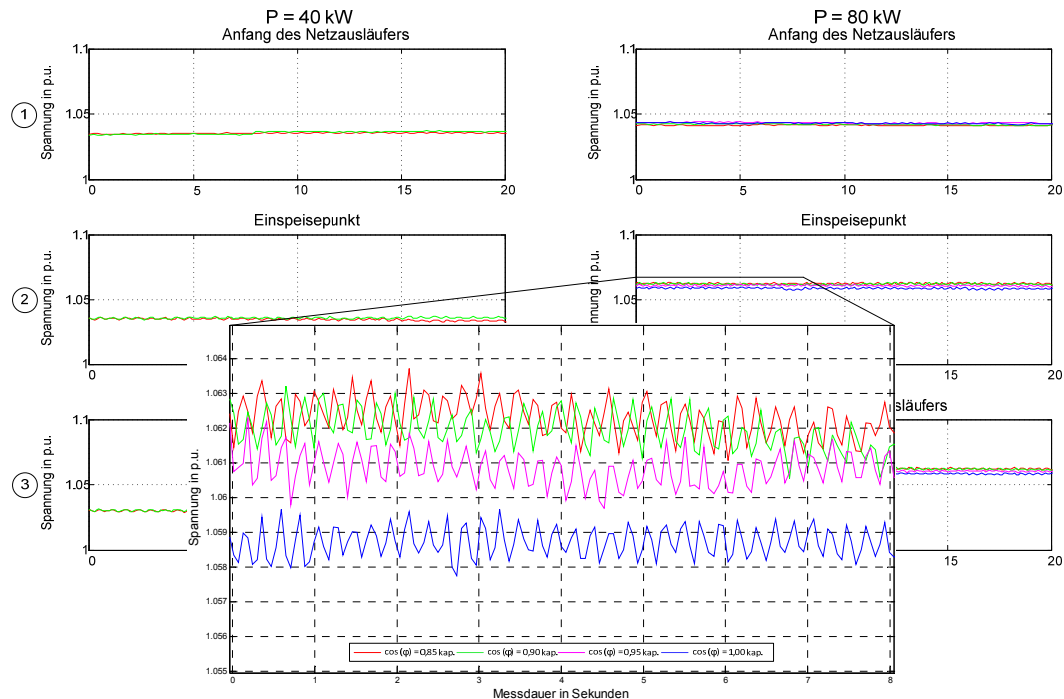 P = 40 kW
Anfang des Netzausläufers
P = 80 kW
Anfang des Netzausläufers
1
Spannung in p.u.
1.1
1.05
1
0 5 10 15 20
Spannung in p.u.
1.1
1.05
1
0 5 10 15 20
2
Einspeisepunkt
Spannung in p.u.
1.1
1.05
1
0
Einspeisepunkt
Spannung in p.u.
1.1
1.05
15 20
3
Spannung in p.u.
1.1
1.05
1
0
släufers
15 20
Spannung in p.u.
1.064
1.063
1.062
1.061
1.06
1.059
1.058
1.057
1.056
1.055
0 1 2 3 4 5 6 7 8
cos (φ) = 0,85 kap. cos (φ) = 0,90 kap. cos (φ) = 0,95 kap. cos (φ) = 1,00 kap.
Messdauer in Sekunden